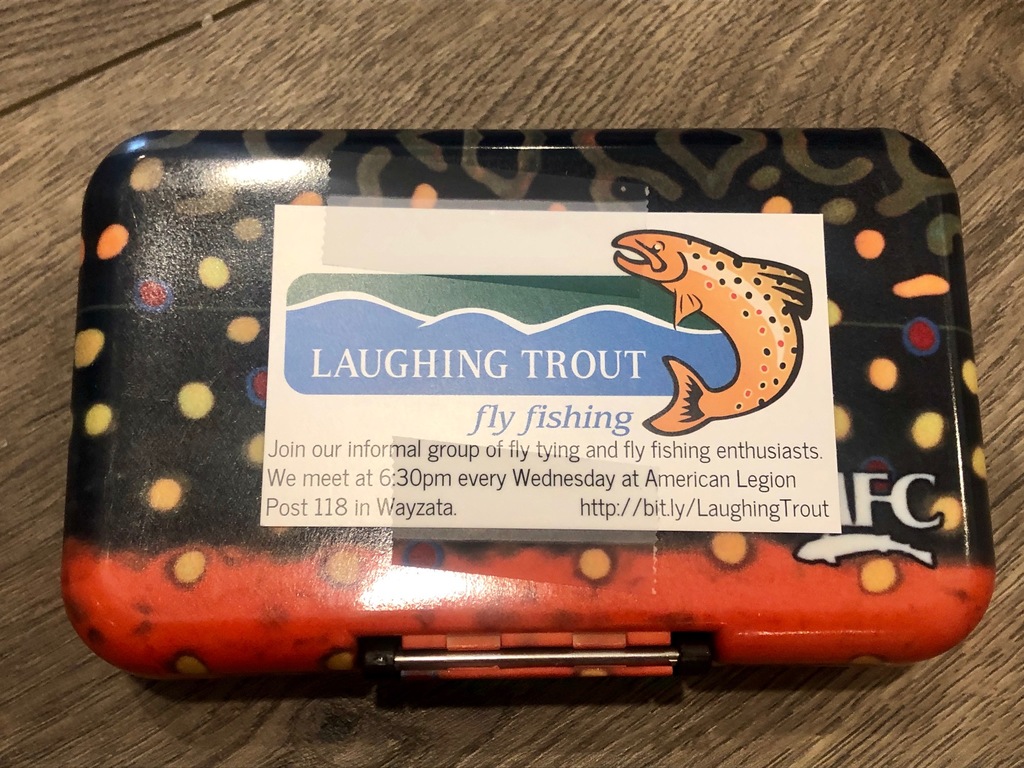 LAUGHING TROUT
fly fishing
Join our informal group of fly tying and fly fishing enthusiasts.
We meet at 6:30pm every Wednesday at American Legion
Post 118 in Wayzata. http://bit.ly/LaughingTrout
AFC